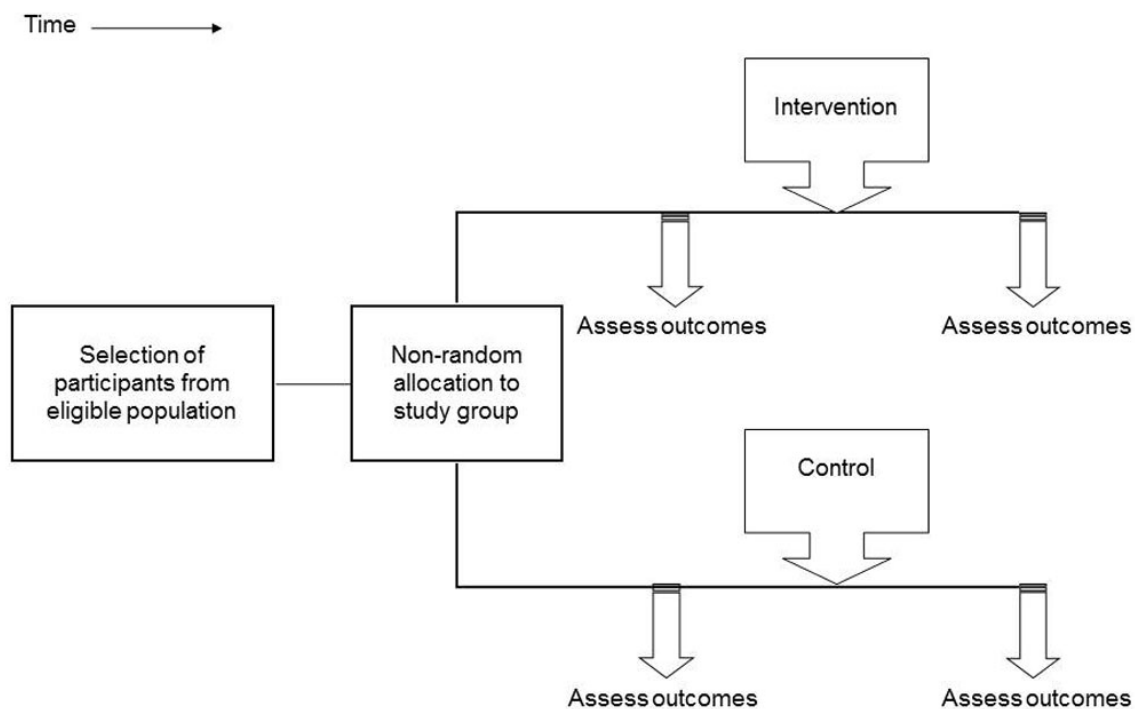 Time
Intervention
Assess outcomes
Assess outcomes
Selection of
participants from
eligible population
Non-random
allocation to
study group
Control
Assess outcomes
Assess outcomes